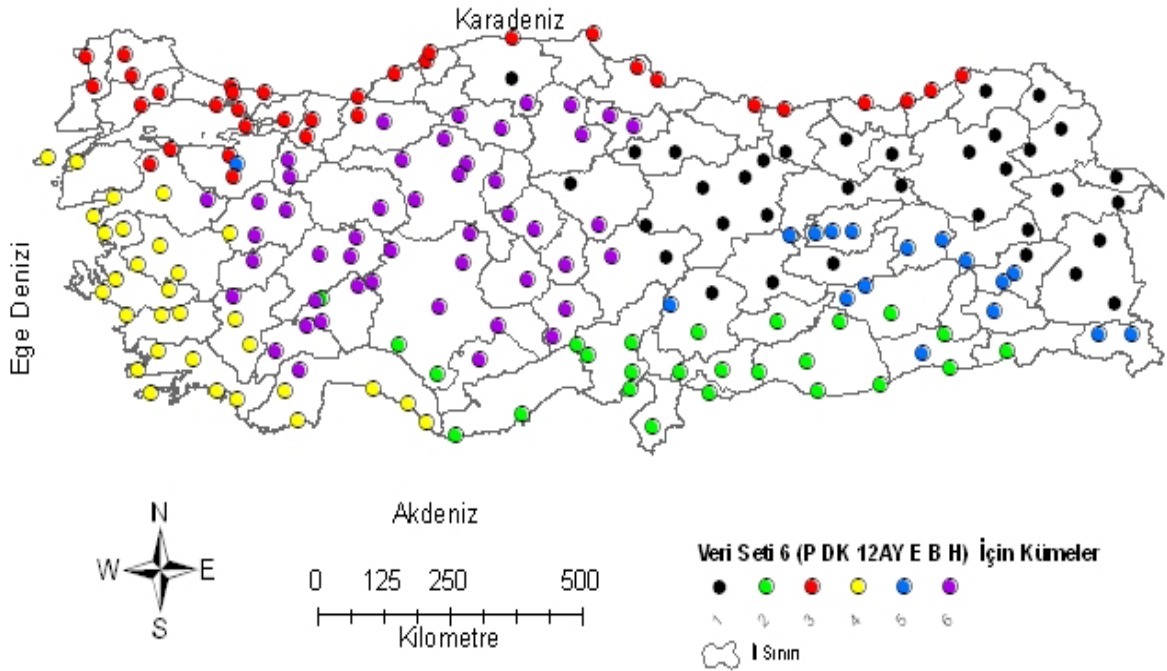 Karadeniz
Ege Denizi
Akdeniz
N
W E
S
0 125 250 500
Kilometre
Veri Seti 6 (P DK 12AY E B H) İçin Kümeler
1 2 3 4 5 6
İl Sınırı